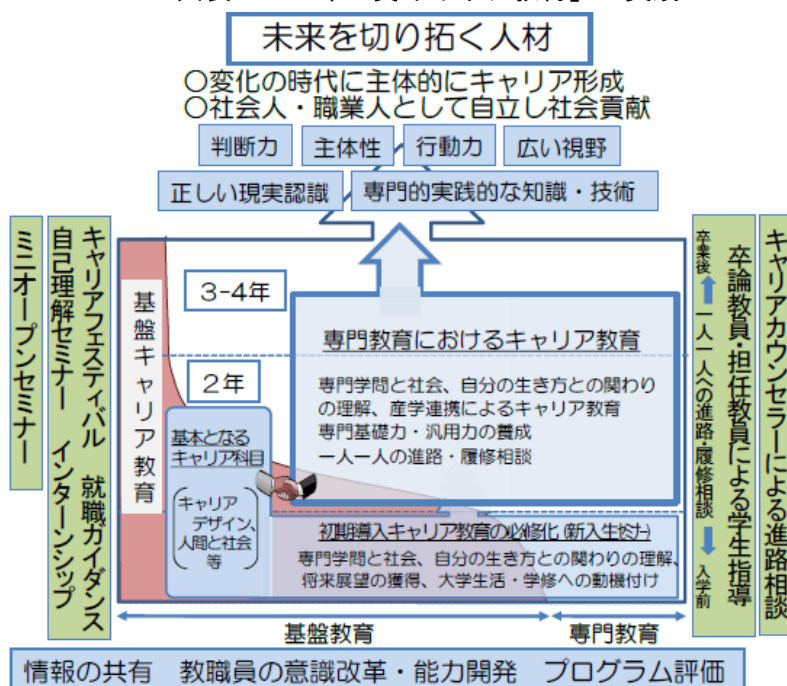 未来を切り拓く人材
○変化の時代に主体的にキャリア形成
○社会人・職業人として自立し社会貢献
判断力
主体性
行動力
広い視野
正しい現実認識
専門的実践的な知識・技術
ミニオープンセミナー
自己理解セミナー　インターンシップ
キャリアフェスティバル　就職ガイダンス
基盤キャリア教育
3-4年
2年
基本となる
キャリア科目
キャリア
デザイン、
人間と社会
等
専門教育におけるキャリア教育
専門学問と社会、自分の生き方との関わり
の理解、産学連携によるキャリア教育
専門基礎力・汎用力の養成
一人一人の進路・履修相談
初期導入キャリア教育の必修化(新入生セミナー)
専門学問と社会、自分の生き方との関わりの理解、
将来展望の獲得、大学生活・学修への動機付け
卒業後
一人一人への進路・履修相談
入学前
卒論教員・担任教員による学生指導
キャリアカウンセラーによる進路相談
基盤教育
専門教育
情報の共有　教職員の意識改革・能力開発　プログラム評価